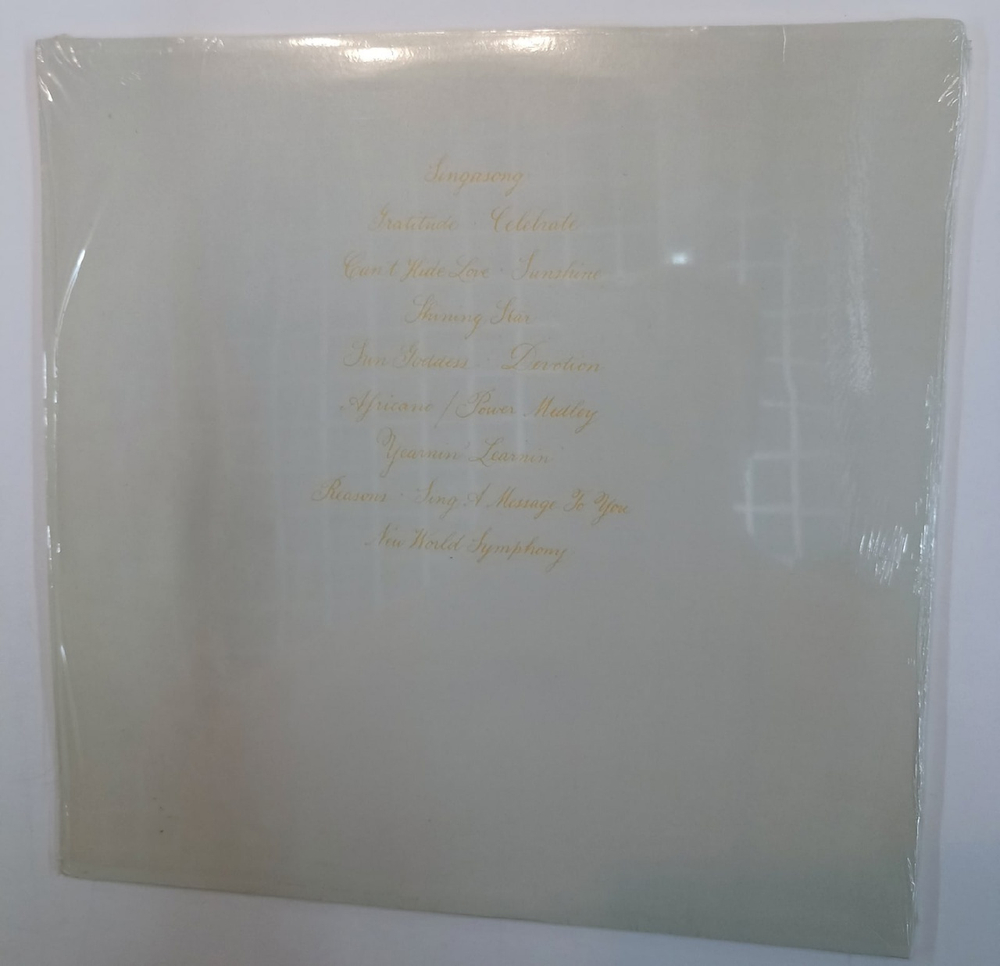 Singasong
Gratitude · Celebrate
Can't Hide Love · Sunshine
Shining Star
Sun Goddess · Devotion
Africano / Power Medley
Yearnin' Learnin'
Reasons · Sing A Message To You
New World Symphony